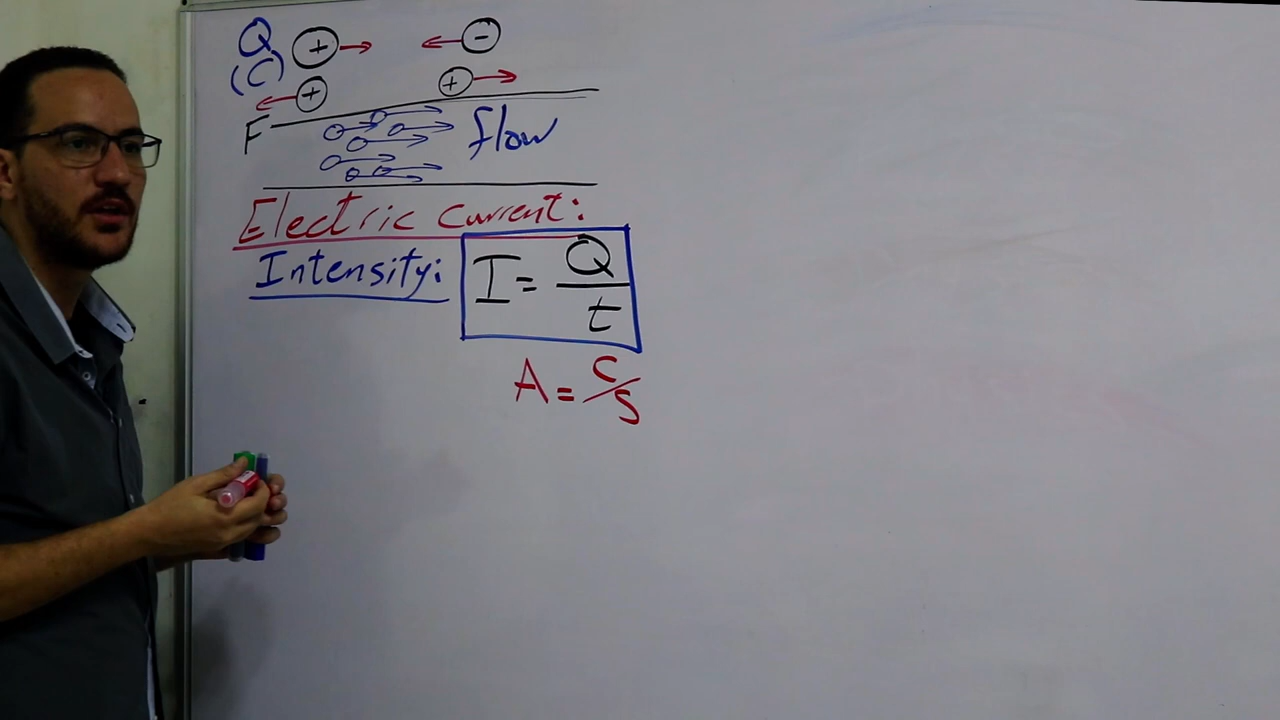 Q + -
(C) + +
F flow
Electric Current:
Intensity: I = Q/t
A = C/s